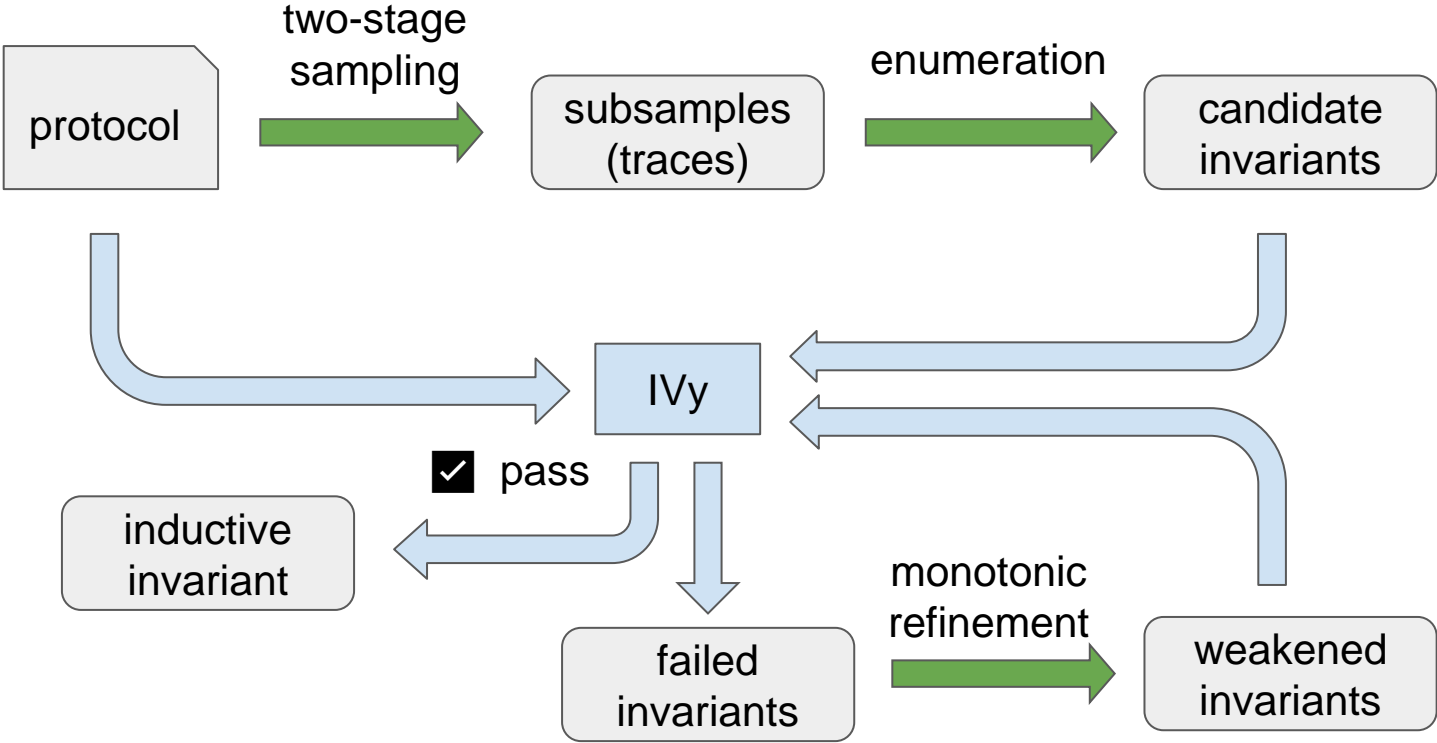 two-stage
sampling
enumeration
protocol
subsamples
(traces)
candidate
invariants
IVy
pass
inductive
invariant
monotonic
refinement
failed
invariants
weakened
invariants